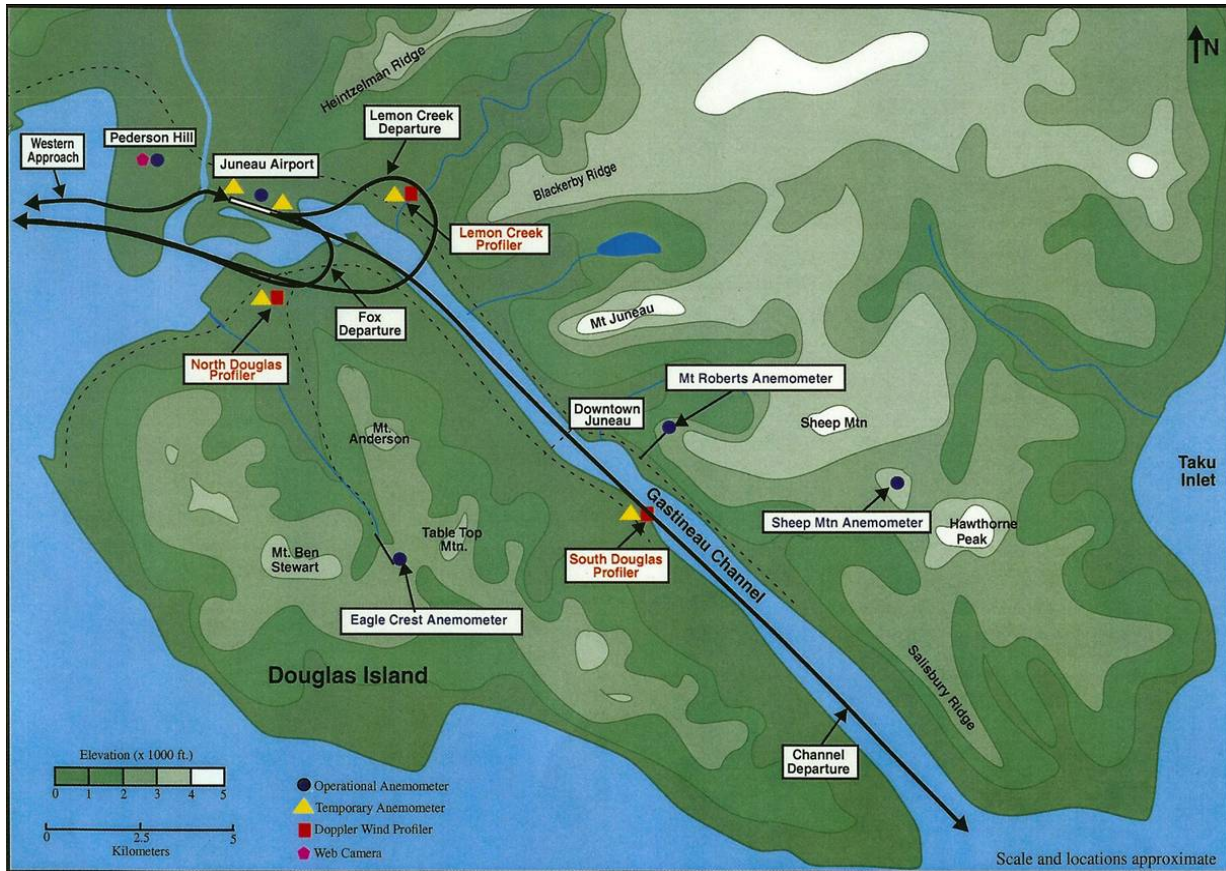 N
Heintzelman Ridge
Lemon Creek
Departure
Western
Approach
Pederson Hill
Juneau Airport
Blackerby Ridge
Lemon Creek
Profiler
Fox
Departure
Mt Juneau
North Douglas
Profiler
Mt Roberts Anemometer
Downtown
Juneau
Sheep Mtn
Mt.
Anderson
Taku
Inlet
Gastineau Channel
Sheep Mtn Anemometer
Hawthorne
Peak
Table Top
Mtn.
Mt. Ben
Stewart
South Douglas
Profiler
Eagle Crest Anemometer
Salisbury Ridge
Douglas Island
Channel
Departure
Elevation (x 1000 ft.)
0 1 2 3 4 5
0 2.5 5
Kilometers
Operational Anemometer
Temporary Anemometer
Doppler Wind Profiler
Web Camera
Scale and locations approximate